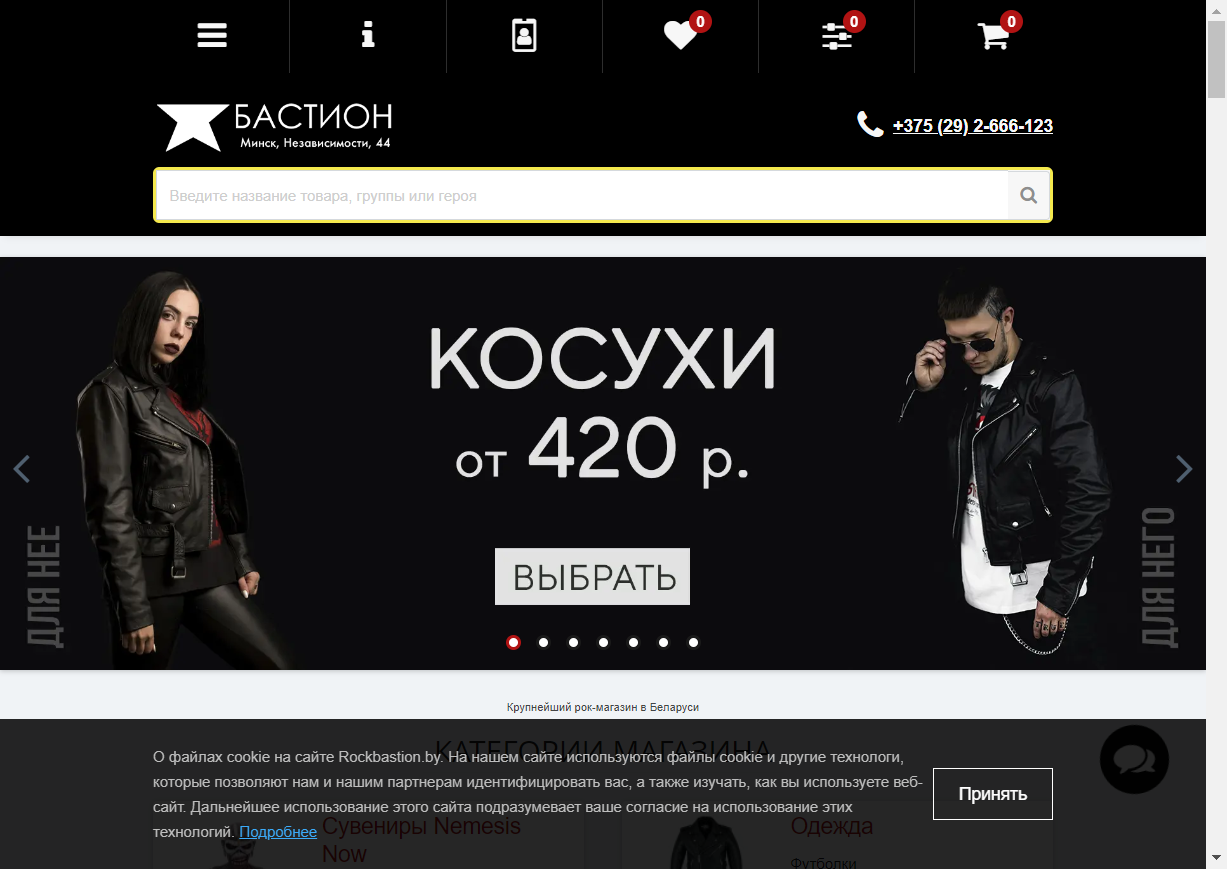 0
0
0
БАСТИОН
Минск, Независимости, 44
+375 (29) 2-666-123
Введите название товара, группы или героя
КОСУХИ
от 420 р.
ВЫБРАТЬ
ДЛЯ НЕЕ
ДЛЯ НЕГО
Крупнейший рок-магазин в Беларуси
КАТЕГОРИИ МАГАЗИНА
О файлах cookie на сайте Rockbastion.by. На нашем сайте используются файлы cookie и другие технологи,
которые позволяют нам и нашим партнерам идентифицировать вас, а также изучать, как вы используете веб-
сайт. Дальнейшее использование этого сайта подразумевает ваше согласие на использование этих
технологий. Подробнее
Принять
Сувениры Nemesis
Now
Одежда
Футболки